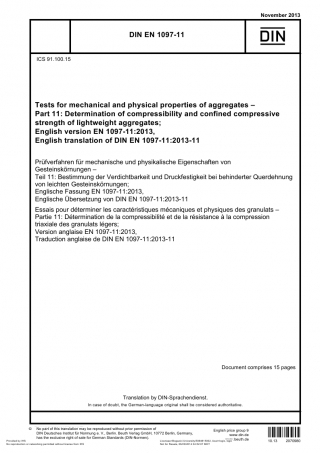 November 2013
DIN EN 1097-11
DIN
ICS 91.100.15
Tests for mechanical and physical properties of aggregates –
Part 11: Determination of compressibility and confined compressive
strength of lightweight aggregates;
English version EN 1097-11:2013,
English translation of DIN EN 1097-11:2013-11
Prüfverfahren für mechanische und physikalische Eigenschaften von
Gesteinskörnungen –
Teil 11: Bestimmung der Verdichtbarkeit und Druckfestigkeit bei behinderter Querdehnung
von leichten Gesteinskörnungen;
Englische Fassung EN 1097-11:2013,
Englische Übersetzung von DIN EN 1097-11:2013-11
Essais pour déterminer les caractéristiques mécaniques et physiques des granulats –
Partie 11: Détermination de la compressibilité et de la résistance à la compression
triaxiale des granulats légers;
Version anglaise EN 1097-11:2013,
Traduction anglaise de DIN EN 1097-11:2013-11
Document comprises 15 pages
Translation by DIN-Sprachendienst.
In case of doubt, the German-language original shall be considered authoritative.
No part of this translation may be reproduced without prior permission of
DIN Deutsches Institut für Normung e. V., Berlin. Beuth Verlag GmbH, 10772 Berlin, Germany,
has the exclusive right of sale for German Standards (DIN-Normen).
English price group 9
www.din.de
www.beuth.de